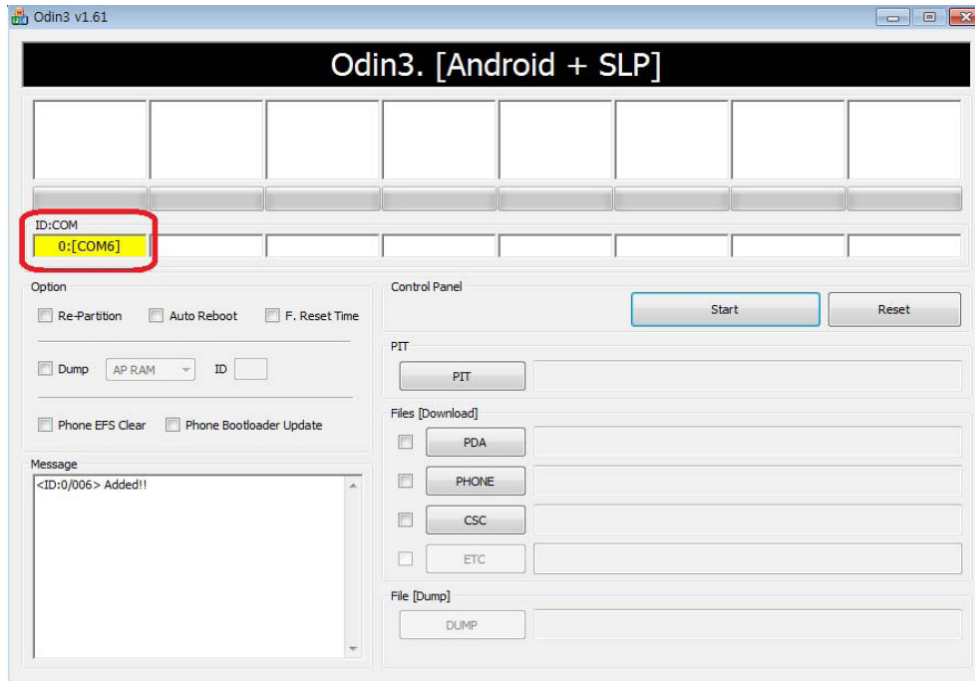 Odin3 v1.61
Odin3. [Android + SLP]
ID:COM
0:[COM6]
Option
Re-Partition Auto Reboot F. Reset Time
Dump AP RAM ID
Phone EFS Clear Phone Bootloader Update
Message
<ID:0/006> Added!!
Control Panel
Start Reset
PIT
PIT
Files [Download]
PDA
PHONE
CSC
ETC
File [Dump]
DUMP